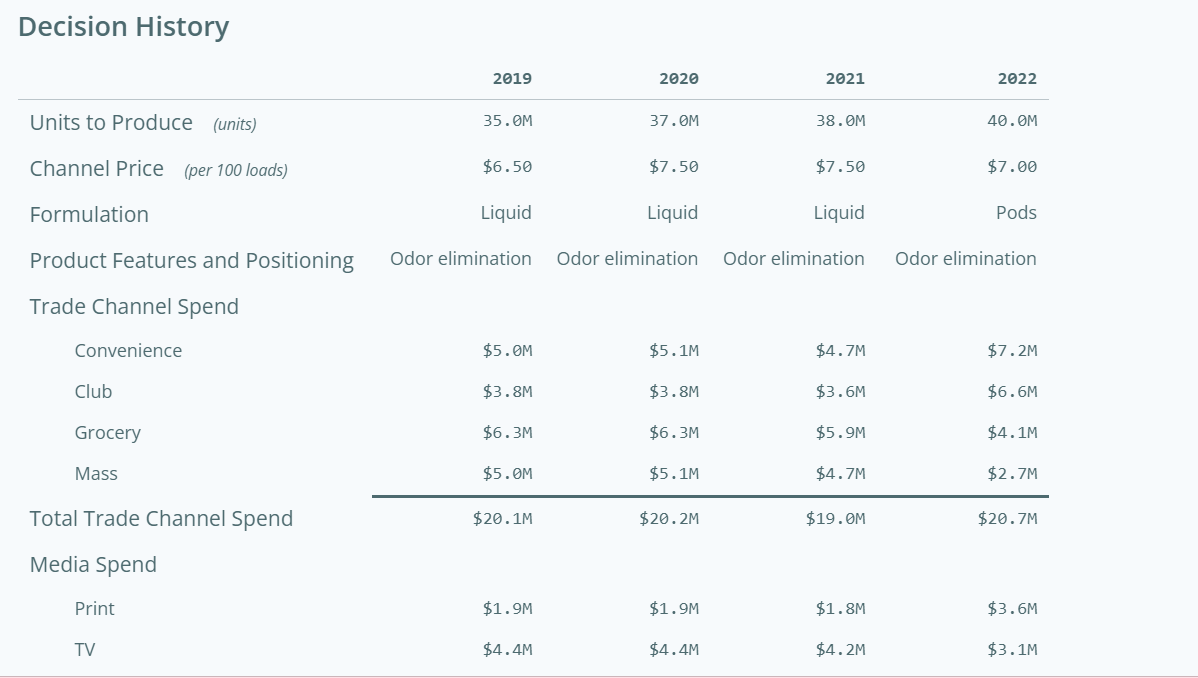 Decision History
2019 2020 2021 2022
Units to Produce (units) 35.0M 37.0M 38.0M 40.0M
Channel Price (per 100 loads) $6.50 $7.50 $7.50 $7.00
Formulation Liquid Liquid Liquid Pods
Product Features and Positioning Odor elimination Odor elimination Odor elimination Odor elimination
Trade Channel Spend
Convenience $5.0M $5.1M $4.7M $7.2M
Club $3.8M $3.8M $3.6M $6.6M
Grocery $6.3M $6.3M $5.9M $4.1M
Mass $5.0M $5.1M $4.7M $2.7M
Total Trade Channel Spend $20.1M $20.2M $19.0M $20.7M
Media Spend
Print $1.9M $1.9M $1.8M $3.6M
TV $4.4M $4.4M $4.2M $3.1M